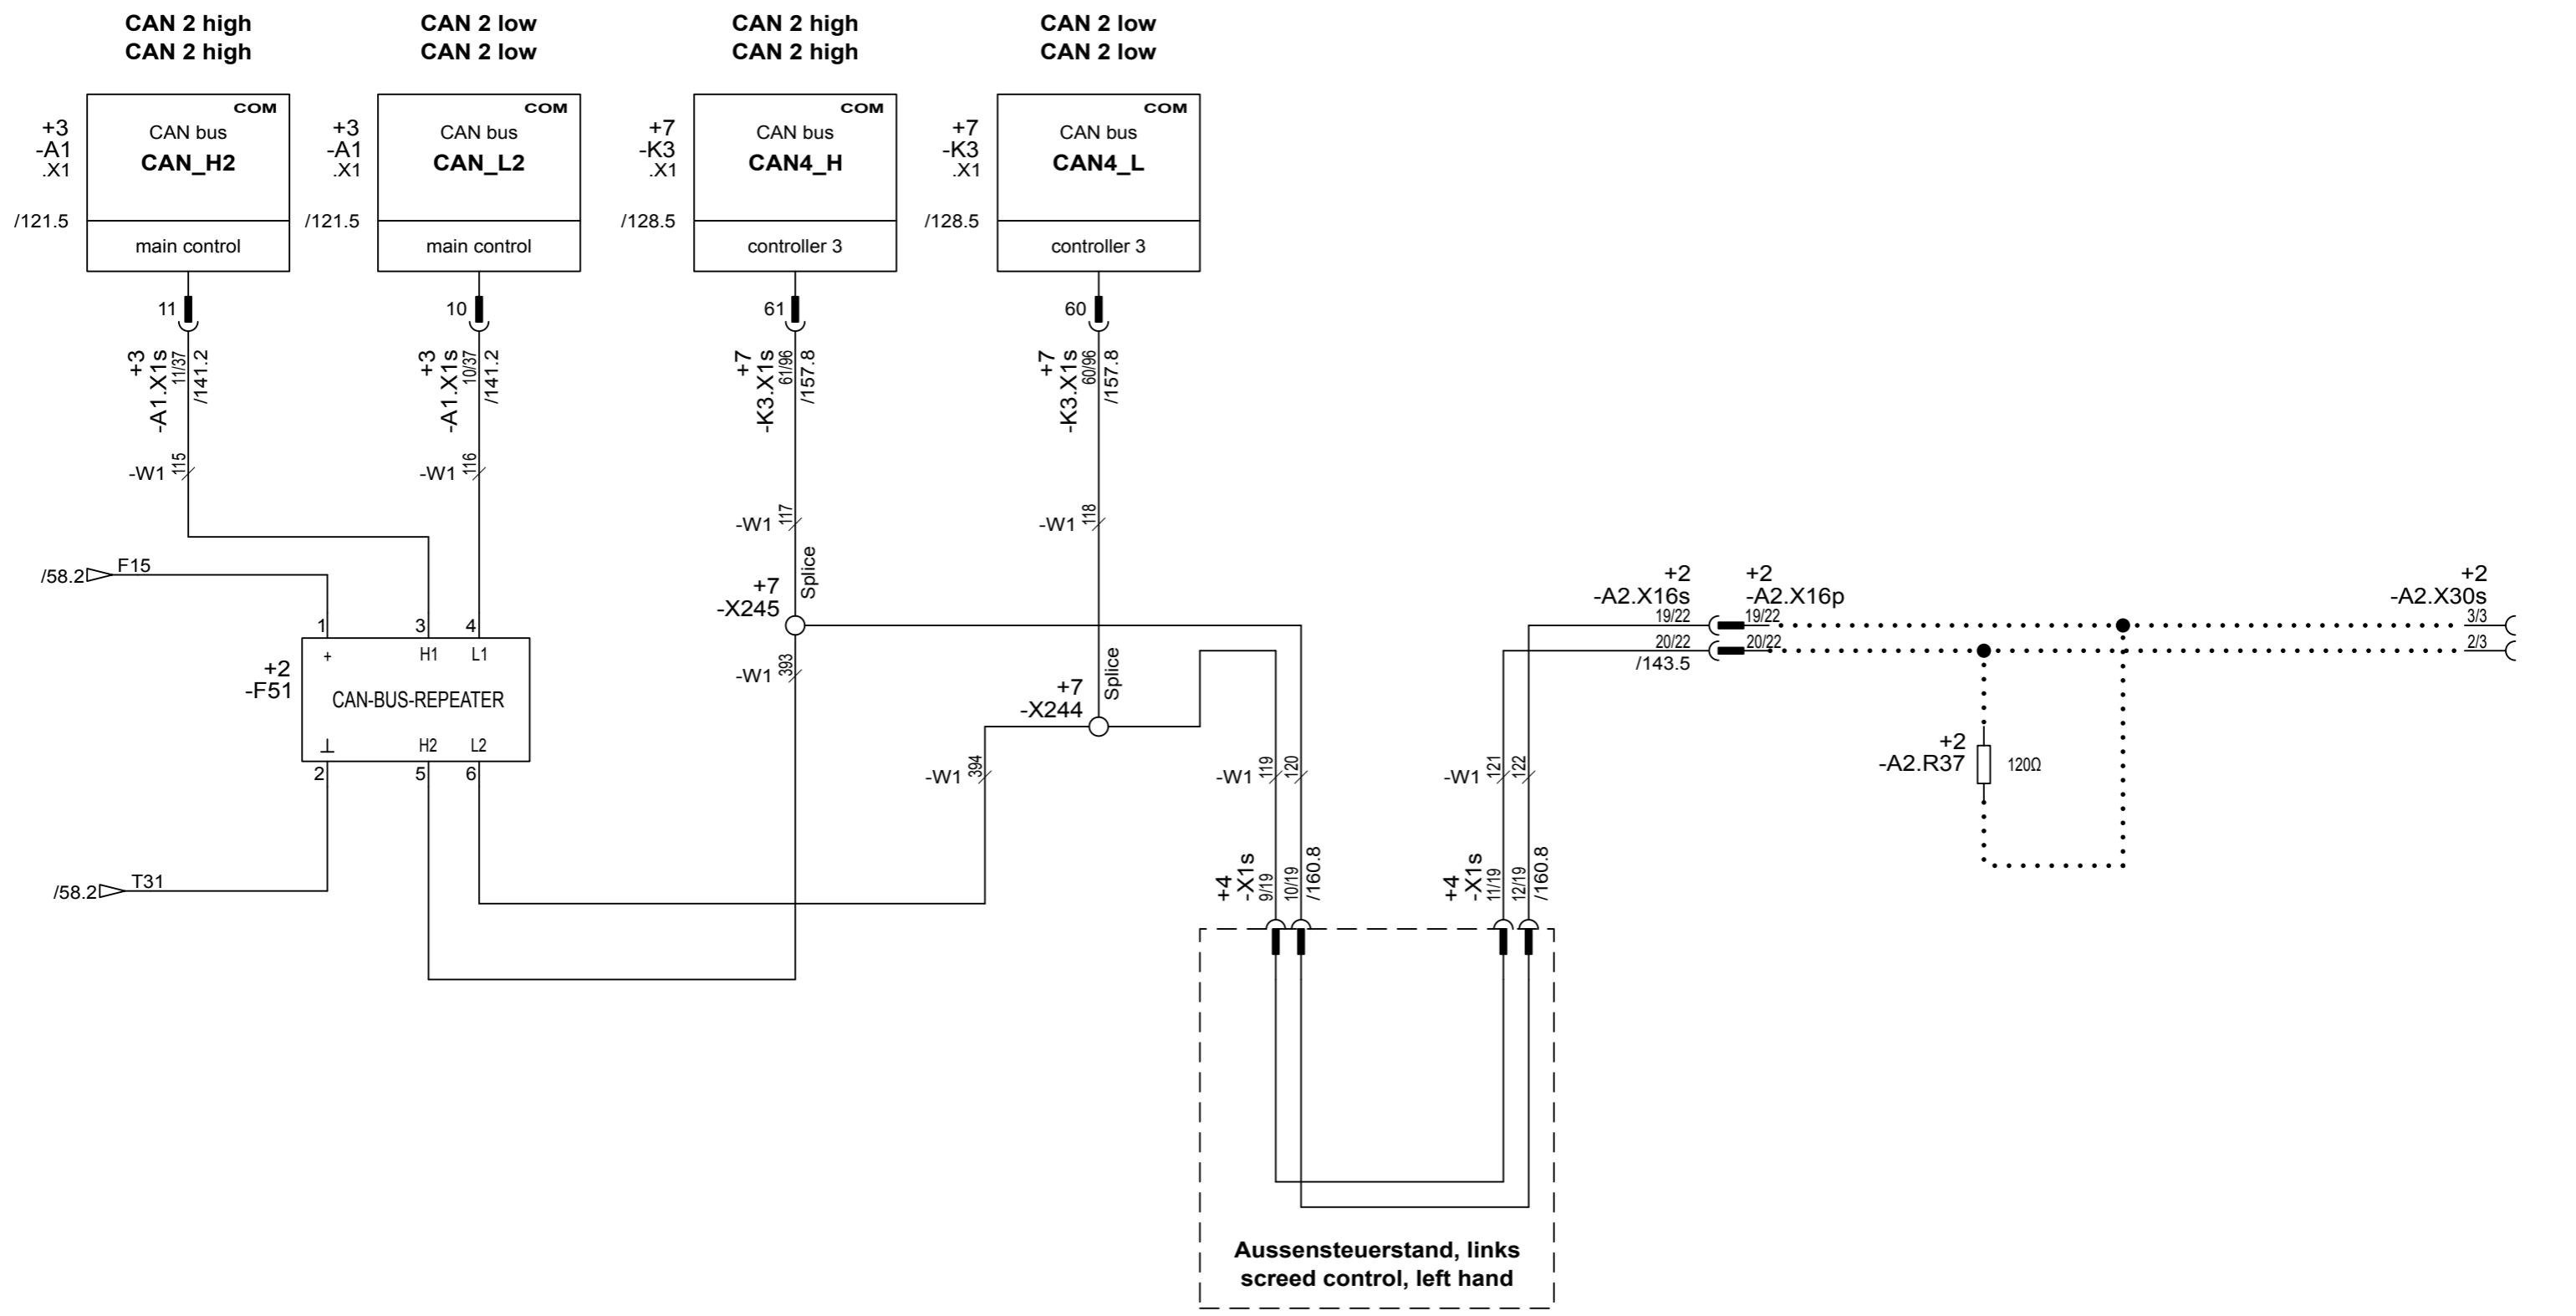 CAN 2 high
CAN 2 high
CAN 2 low
CAN 2 low
CAN 2 high
CAN 2 high
CAN 2 low
CAN 2 low
+3
-A1
.X1
/121.5
COM
CAN bus
CAN_H2
main control
+3
-A1
.X1
/121.5
COM
CAN bus
CAN_L2
main control
+7
-K3
.X1
/128.5
COM
CAN bus
CAN4_H
controller 3
+7
-K3
.X1
/128.5
COM
CAN bus
CAN4_L
controller 3
11
+3
-A1.X1s
11/37
/141.2
-W1
115
10
+3
-A1.X1s
10/37
/141.2
-W1
116
61
+7
-K3.X1s
61/96
/157.8
-W1
117
60
+7
-K3.X1s
60/96
/157.8
-W1
118
/58.2
F15
+7
-X245
Splice
-W1
393
1
3
4
+
H1
L1
+2
-F51
CAN-BUS-REPEATER
⊥
H2
L2
2
5
6
/58.2
T31
+7
-X244
Splice
-W1
394
-W1
119
120
+4
-X1s
9/19
10/19
/160.8
-W1
121
122
+4
-X1s
11/19
12/19
/160.8
+2
-A2.X16s
19/22
20/22
/143.5
+2
-A2.X16p
19/22
20/22
+2
-A2.X30s
3/3
2/3
+2
-A2.R37
120Ω
Aussensteuerstand, links
screed control, left hand